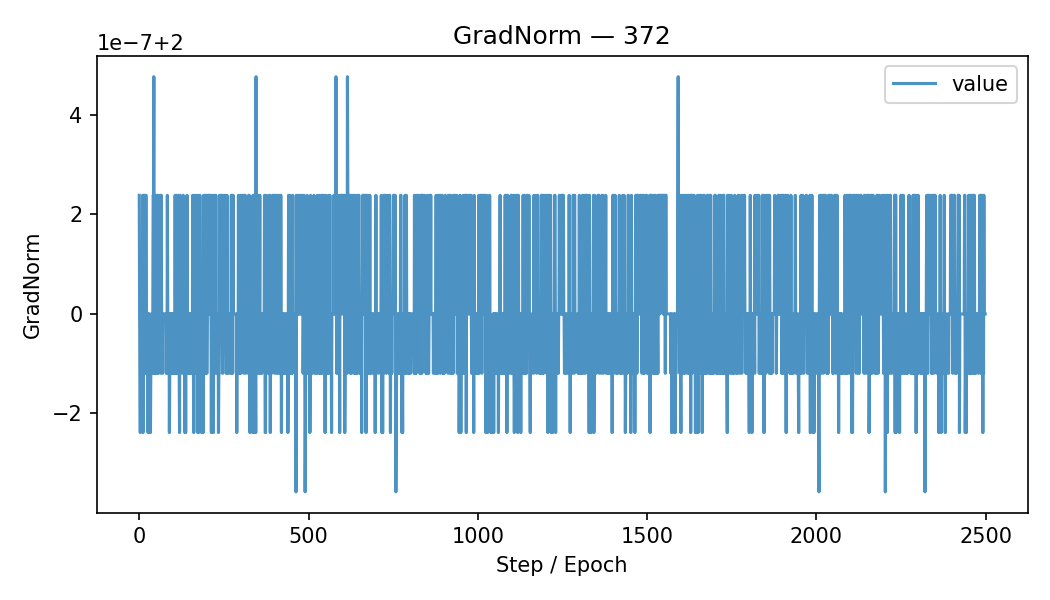 GradNorm — 372
1e−7+2
value
4
2
0
−2
GradNorm
0
500
1000
1500
2000
2500
Step / Epoch